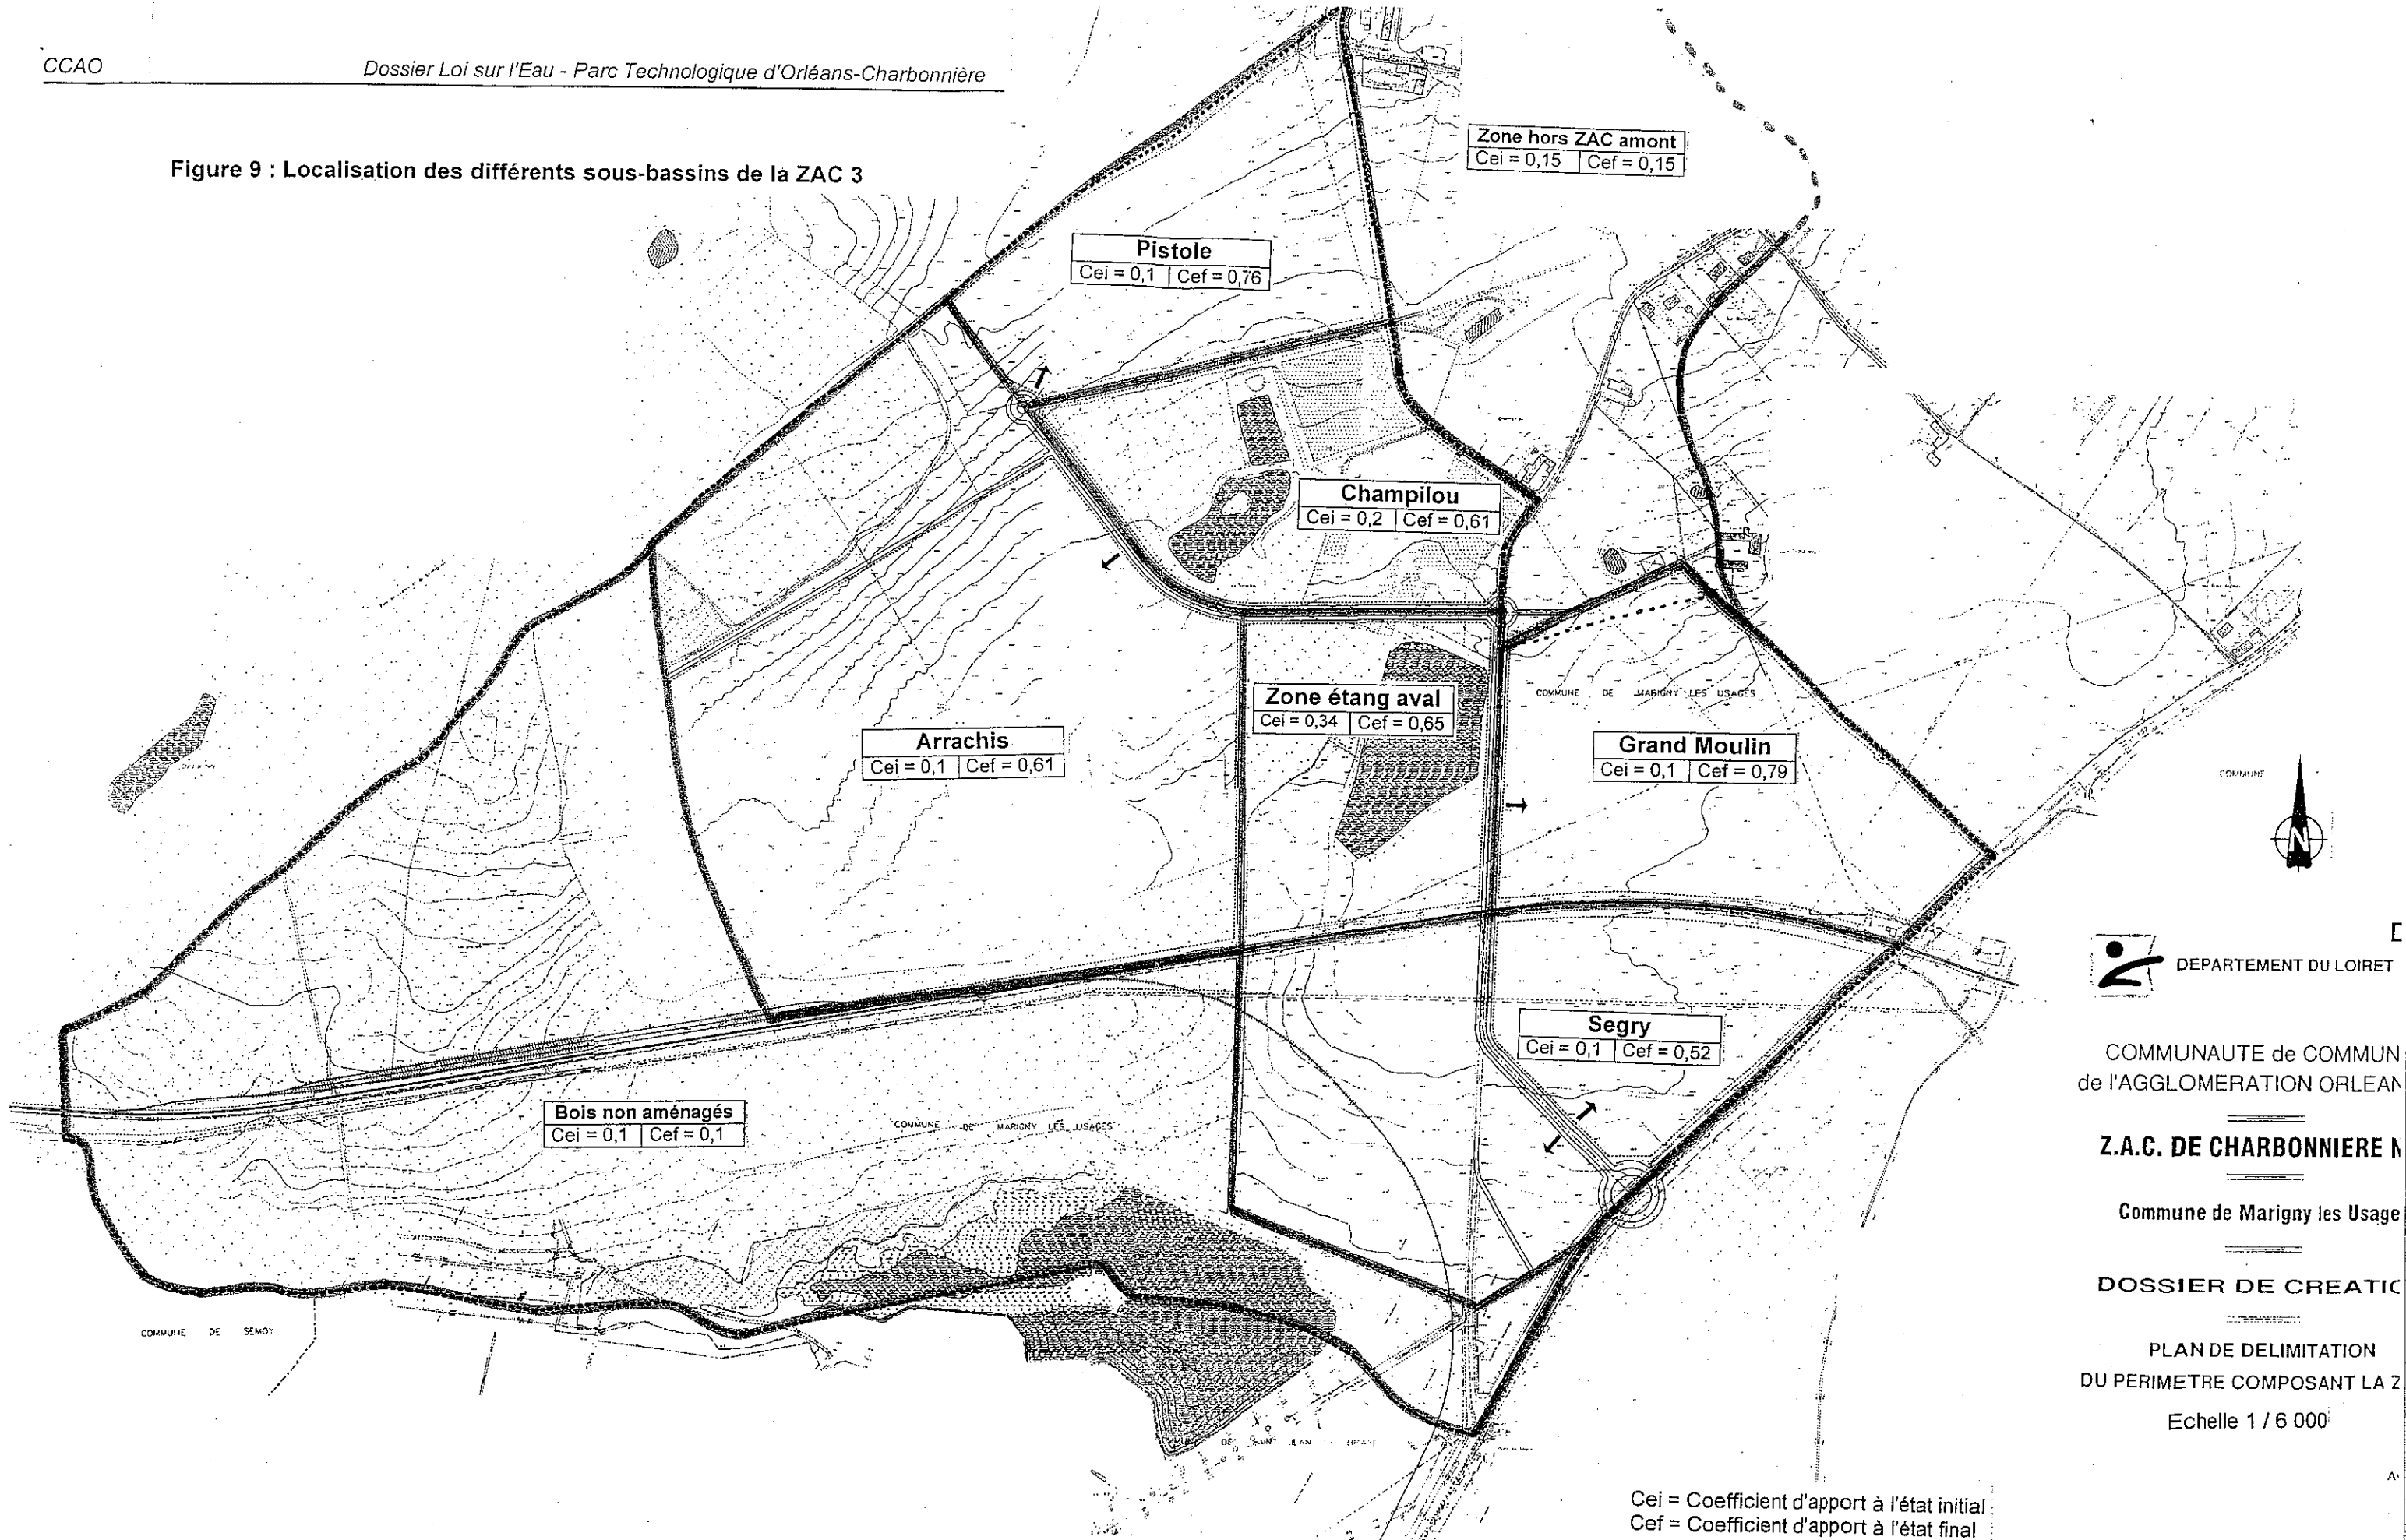 CCAO
Dossier Loi sur l'Eau - Parc Technologique d'Orléans-Charbonnière
Figure 9 : Localisation des différents sous-bassins de la ZAC 3
Zone hors ZAC amont
Cei = 0,15 | Cef = 0,15
Pistole
Cei = 0,1 | Cef = 0,76
Champilou
Cei = 0,2 | Cef = 0,61
Zone étang aval
Cei = 0,34 | Cef = 0,65
COMMUNE DE MARIGNY LES USAGES
Arrachis
Cei = 0,1 | Cef = 0,61
Grand Moulin
Cei = 0,1 | Cef = 0,79
COMMUNE
N
Segry
Cei = 0,1 | Cef = 0,52
Bois non aménagés
Cei = 0,1 | Cef = 0,1
COMMUNE DE MARIGNY LES USAGES
COMMUNE DE SEMOY
DE SAINT JEAN
D
DEPARTEMENT DU LOIRET
COMMUNAUTE de COMMUN
de l'AGGLOMERATION ORLEAN
Z.A.C. DE CHARBONNIERE N
Commune de Marigny les Usage
DOSSIER DE CREATIC
PLAN DE DELIMITATION
DU PERIMETRE COMPOSANT LA Z
Echelle 1 / 6 000
Cei = Coefficient d'apport à l'état initial
Cef = Coefficient d'apport à l'état final